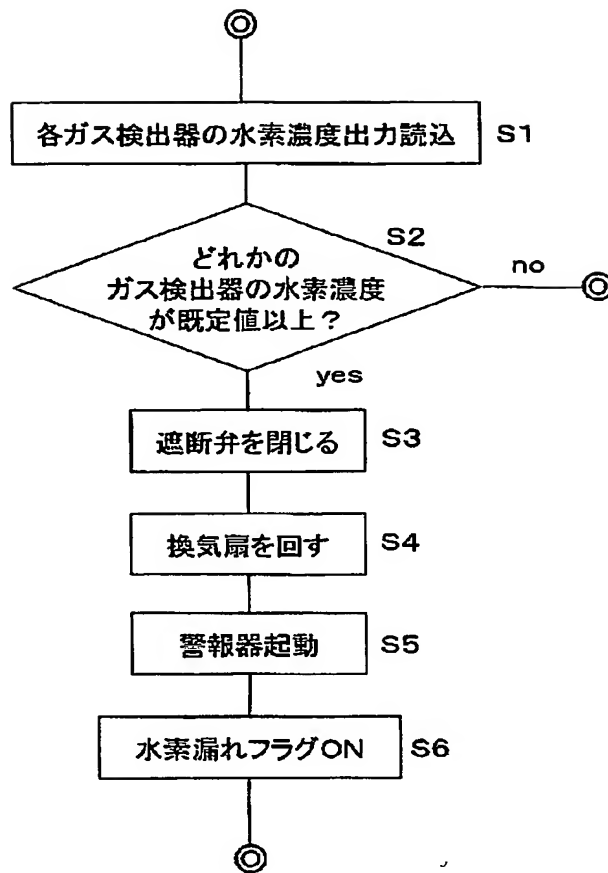 各ガス検出器の水素濃度出力読込 S1
S2
どれかの
ガス検出器の水素濃度
が既定値以上？
no
yes
遮断弁を閉じる S3
換気扇を回す S4
警報器起動 S5
水素漏れフラグON S6